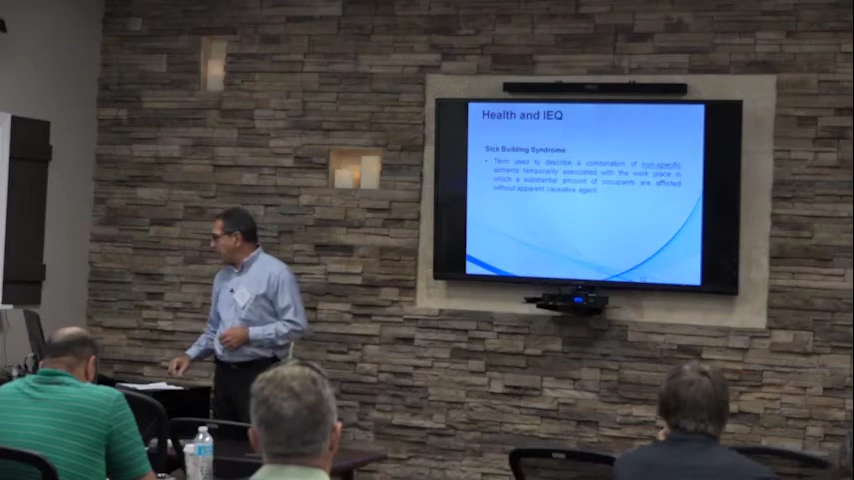 Health and IEQ
Sick Building Syndrome
• Term used to describe a combination of non-specific
ailments temporarily associated with the work place in
which a substantial amount of occupants are afflicted
without apparent causative agent.